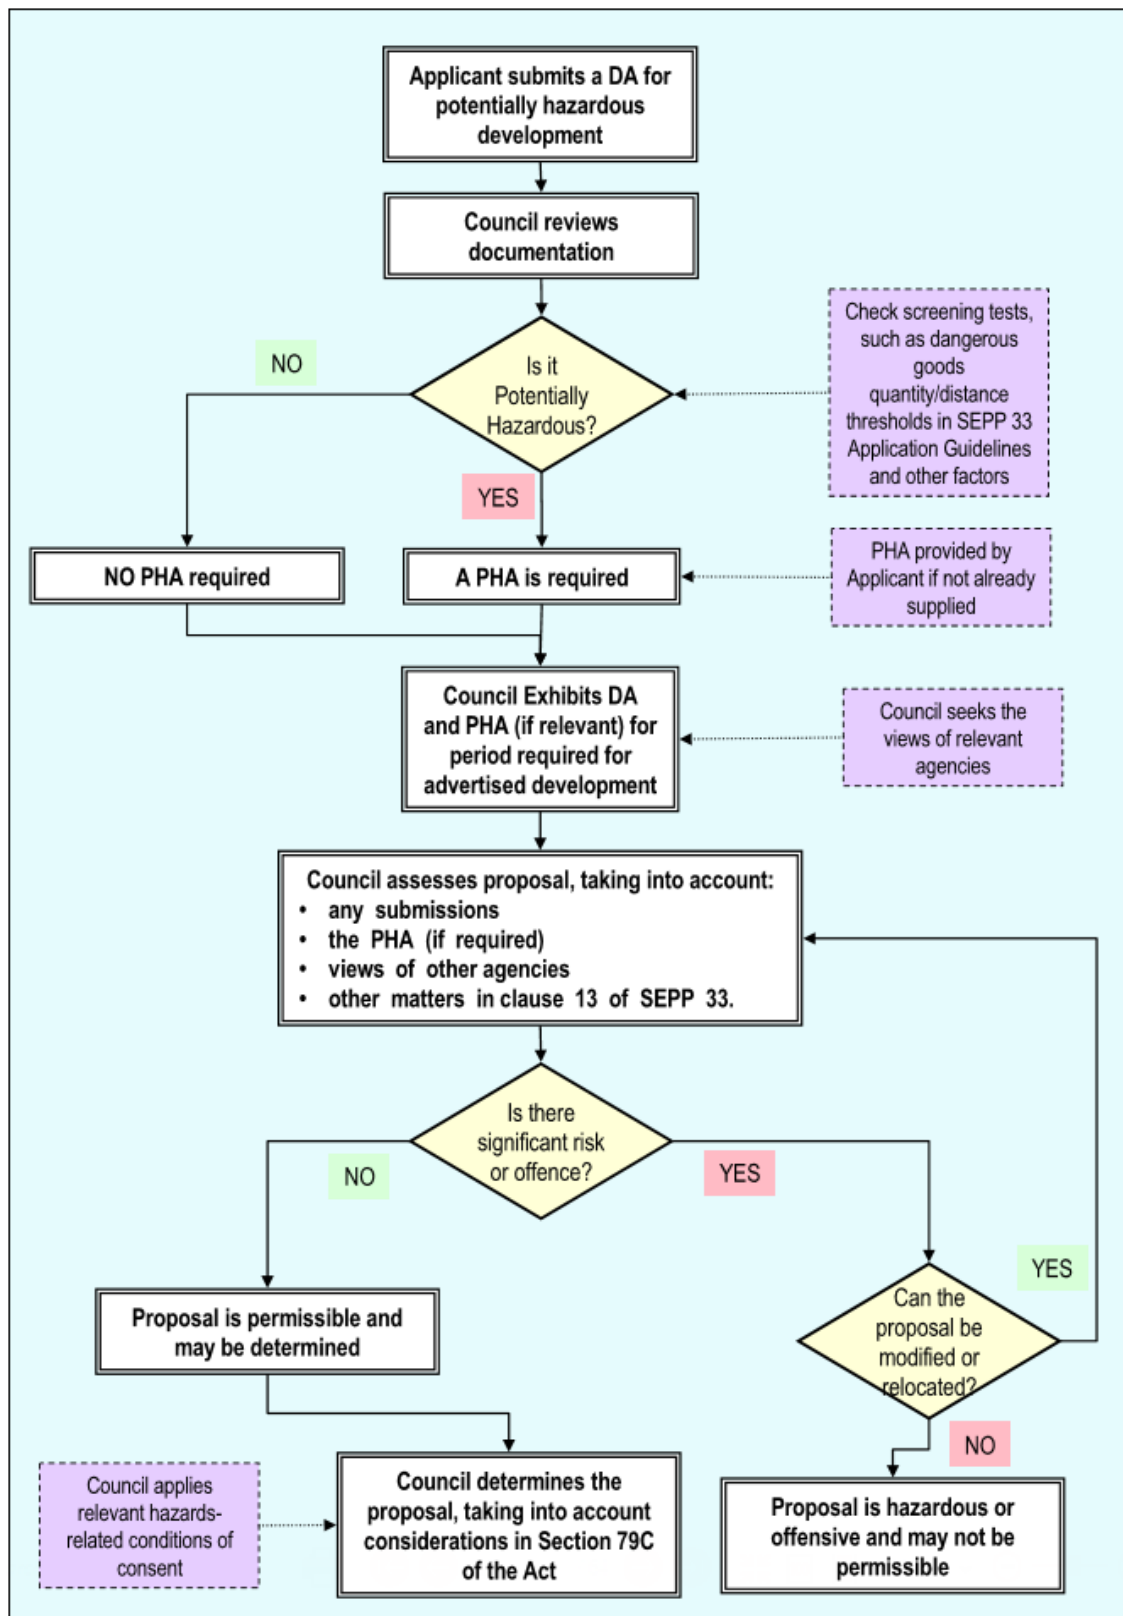 Applicant submits a DA for
potentially hazardous
development
Council reviews
documentation
Check screening tests,
such as dangerous
goods
quantity/distance
thresholds in SEPP 33
Application Guidelines
and other factors
Is it
Potentially
Hazardous?
NO
YES
NO PHA required
A PHA is required
PHA provided by
Applicant if not already
supplied
Council Exhibits DA
and PHA (if relevant) for
period required for
advertised development
Council seeks the
views of relevant
agencies
Council assesses proposal, taking into account:
• any submissions
• the PHA (if required)
• views of other agencies
• other matters in clause 13 of SEPP 33.
Is there
significant risk
or offence?
NO
YES
Proposal is permissible and
may be determined
Can the
proposal be
modified or
relocated?
YES
NO
Council applies
relevant hazards-
related conditions of
consent
Council determines the
proposal, taking into account
considerations in Section 79C
of the Act
Proposal is hazardous or
offensive and may not be
permissible